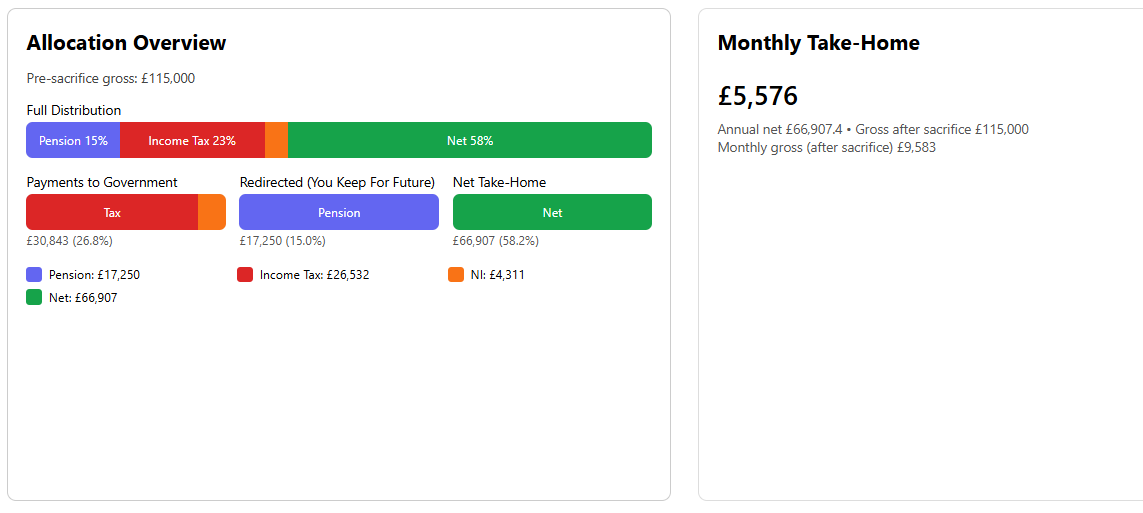 Allocation Overview
Pre-sacrifice gross: £115,000
Full Distribution
Pension 15%
Income Tax 23%
Net 58%
Payments to Government
Tax
£30,843 (26.8%)
Redirected (You Keep For Future)
Pension
£17,250 (15.0%)
Net Take-Home
Net
£66,907 (58.2%)
Pension: £17,250
Income Tax: £26,532
NI: £4,311
Net: £66,907
Monthly Take-Home
£5,576
Annual net £66,907.4 • Gross after sacrifice £115,000
Monthly gross (after sacrifice) £9,583